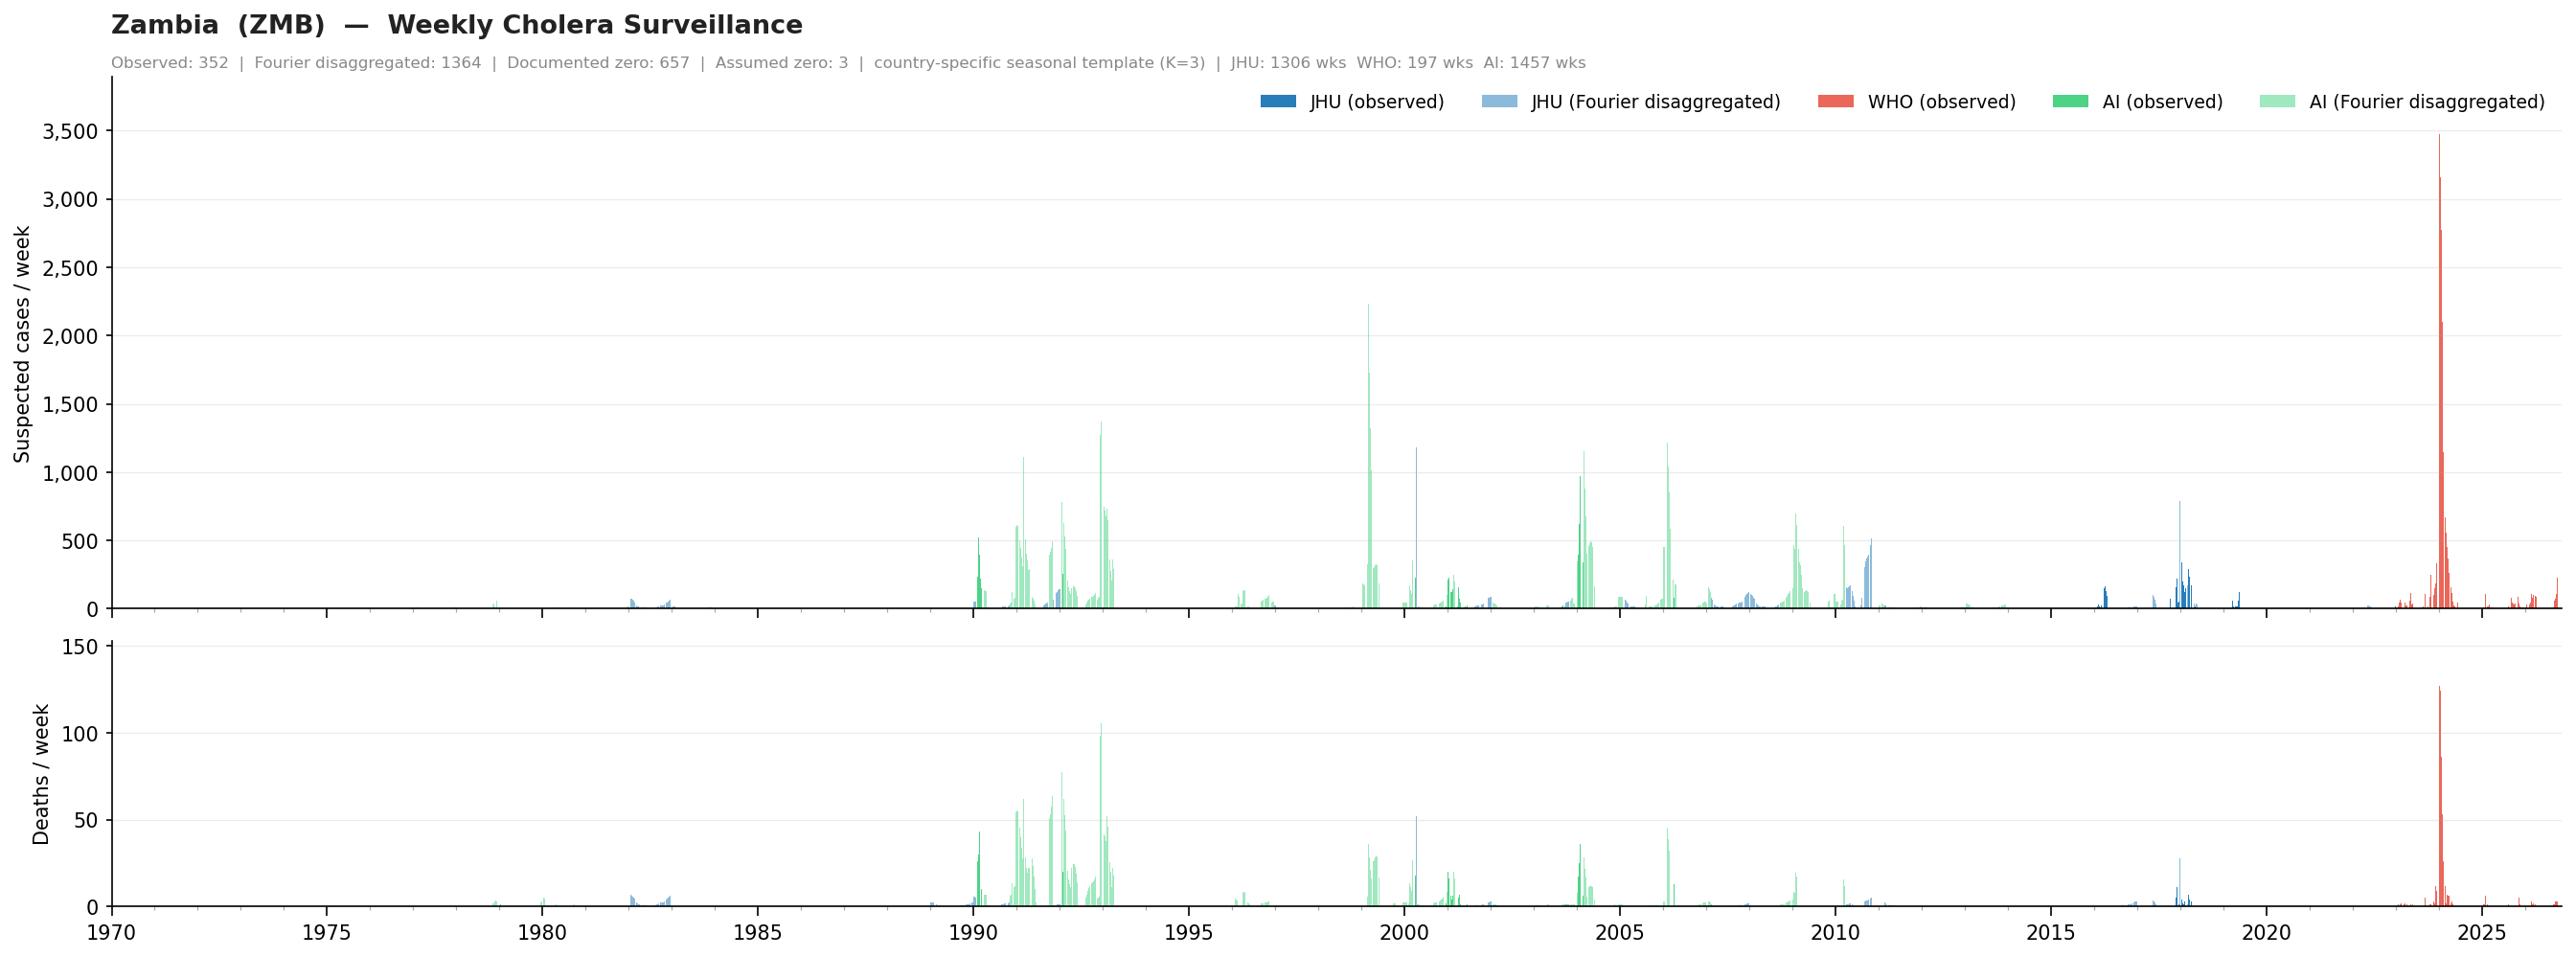 Zambia (ZMB) — Weekly Cholera Surveillance
Observed: 352 | Fourier disaggregated: 1364 | Documented zero: 657 | Assumed zero: 3 | country-specific seasonal template (K=3) | JHU: 1306 wks WHO: 197 wks AI: 1457 wks
JHU (observed) JHU (Fourier disaggregated) WHO (observed) AI (observed) AI (Fourier disaggregated)
Suspected cases / week
3,500
3,000
2,500
2,000
1,500
1,000
500
0
Deaths / week
150
100
50
0
1970 1975 1980 1985 1990 1995 2000 2005 2010 2015 2020 2025